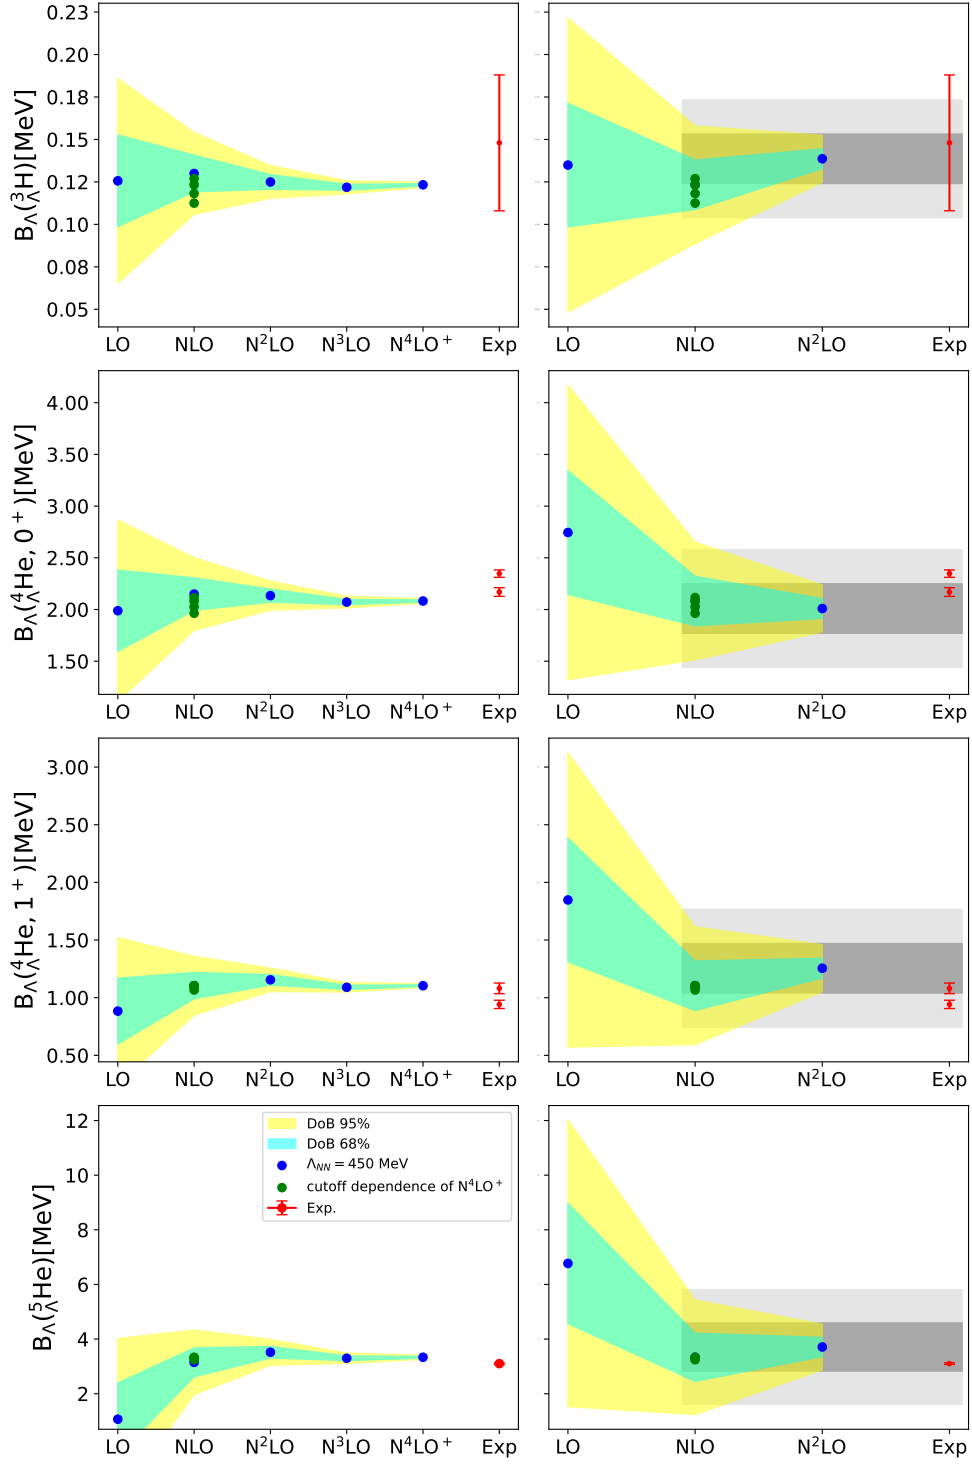 0.23
0.20
0.18
0.15
0.12
0.10
0.08
0.05
B_Λ(³_ΛH)[MeV]
LO NLO N²LO N³LO N⁴LO⁺ Exp
LO NLO N²LO Exp
4.00
3.50
3.00
2.50
2.00
1.50
B_Λ(⁴_ΛHe, 0⁺)[MeV]
LO NLO N²LO N³LO N⁴LO⁺ Exp
LO NLO N²LO Exp
3.00
2.50
2.00
1.50
1.00
0.50
B_Λ(⁴_ΛHe, 1⁺)[MeV]
LO NLO N²LO N³LO N⁴LO⁺ Exp
LO NLO N²LO Exp
12
10
8
6
4
2
B_Λ(⁵_ΛHe)[MeV]
DoB 95%
DoB 68%
Λ_NN = 450 MeV
cutoff dependence of N⁴LO⁺
Exp.
LO NLO N²LO N³LO N⁴LO⁺ Exp
LO NLO N²LO Exp